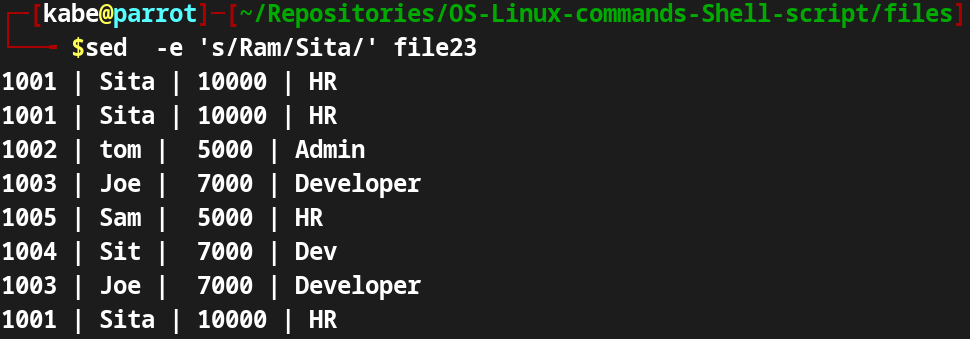 ┌─[kabe@parrot]─[~/Repositories/OS-Linux-commands-Shell-script/files]
└──╼ $sed  -e 's/Ram/Sita/' file23
1001 | Sita | 10000 | HR
1001 | Sita | 10000 | HR
1002 | tom |  5000 | Admin
1003 | Joe |  7000 | Developer
1005 | Sam |  5000 | HR
1004 | Sit |  7000 | Dev
1003 | Joe |  7000 | Developer
1001 | Sita | 10000 | HR